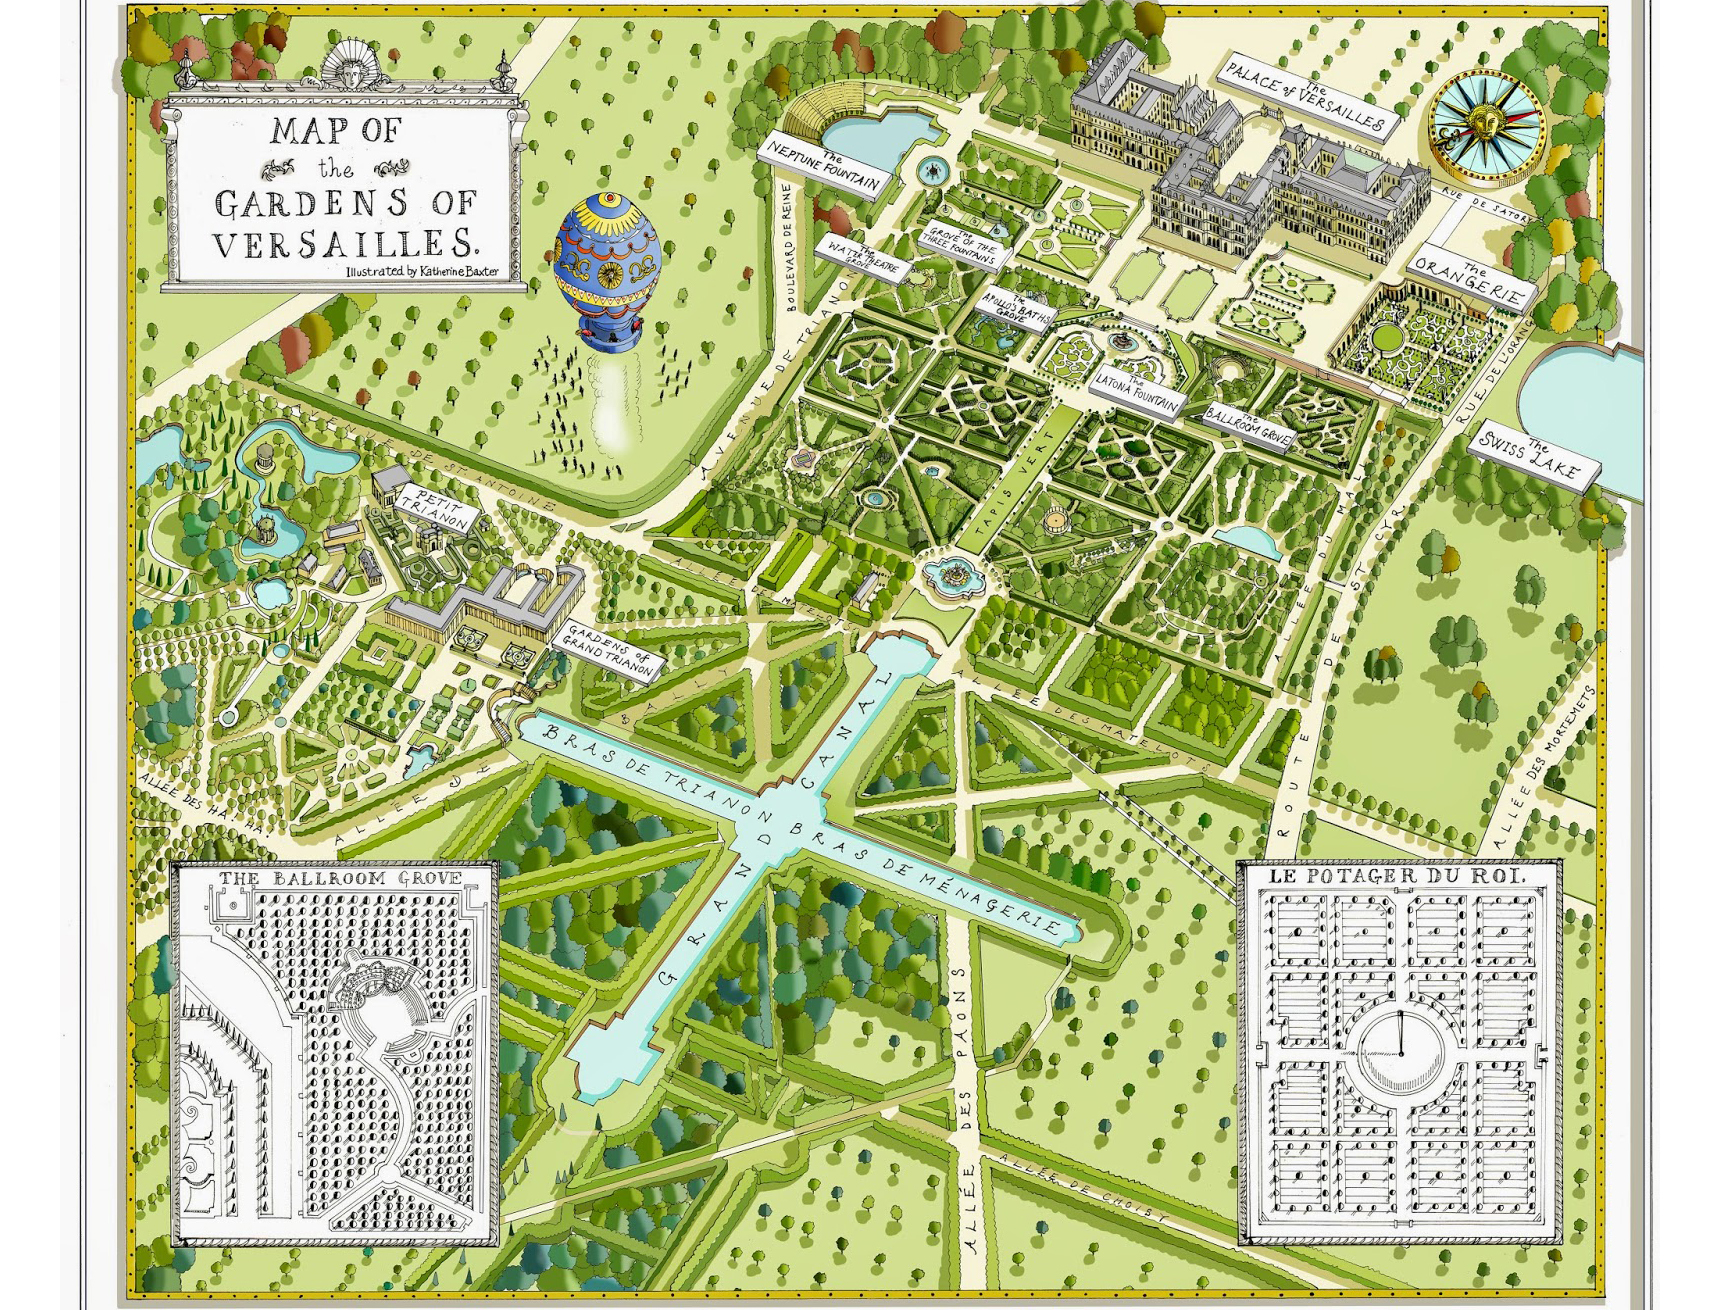 MAP OF
the
GARDENS OF
VERSAILLES.
Illustrated by Katherine Baxter
The
PALACE of VERSAILLES
The
NEPTUNE FOUNTAIN
RUE DE SATORY
BOULEVARD DE REINE
The
GROVE OF THE
THREE FOUNTAINS
The
WATER THEATRE
GROVE
The
ORANGERIE
The
APOLLO'S BATHS
GROVE
AVENUE DE TRIANON
The
LATONA FOUNTAIN
RUE DE L'ORANGERIE
The
BALLROOM GROVE
The
SWISS LAKE
AVENUE DE ST ANTOINE
TAPIS VERT
PETIT
TRIANON
ALLÉE DU MAIL
ROUTE DE ST CYR
GARDENS of
GRAND TRIANON
ALLÉE DES MATELOTS
ALLÉE DES MORTEMETS
BRAS DE TRIANON
GRAND CANAL
BRAS DE MÉNAGERIE
ALLÉE DES HA! HA!
ALLÉE DU
THE BALLROOM GROVE
LE POTAGER DU ROI.
ALLÉE DES PAONS
ALLÉE DE CHOISY